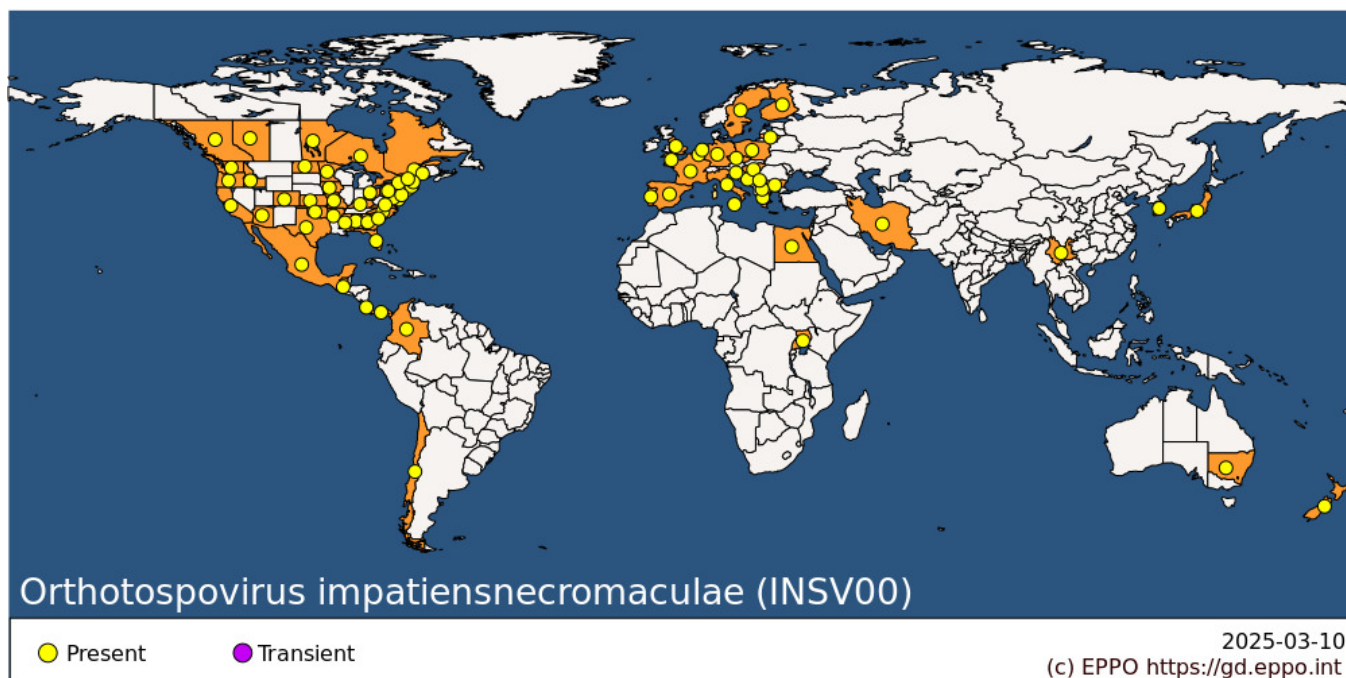 Orthotospovirus impatiensnecromaculae (INSV00)
Present
Transient
2025-03-10
(c) EPPO https://gd.eppo.int